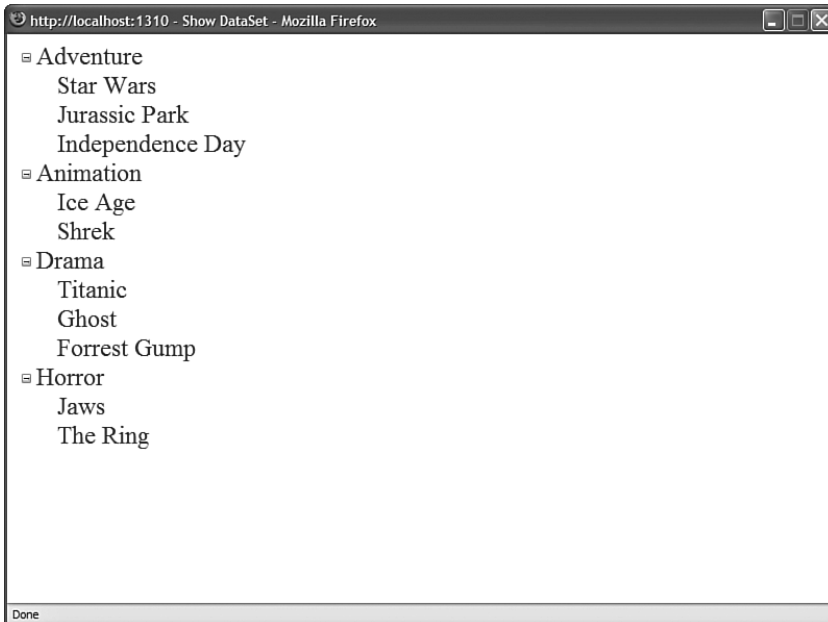 http://localhost:1310 - Show DataSet - Mozilla Firefox
Adventure
Star Wars
Jurassic Park
Independence Day
Animation
Ice Age
Shrek
Drama
Titanic
Ghost
Forrest Gump
Horror
Jaws
The Ring
Done